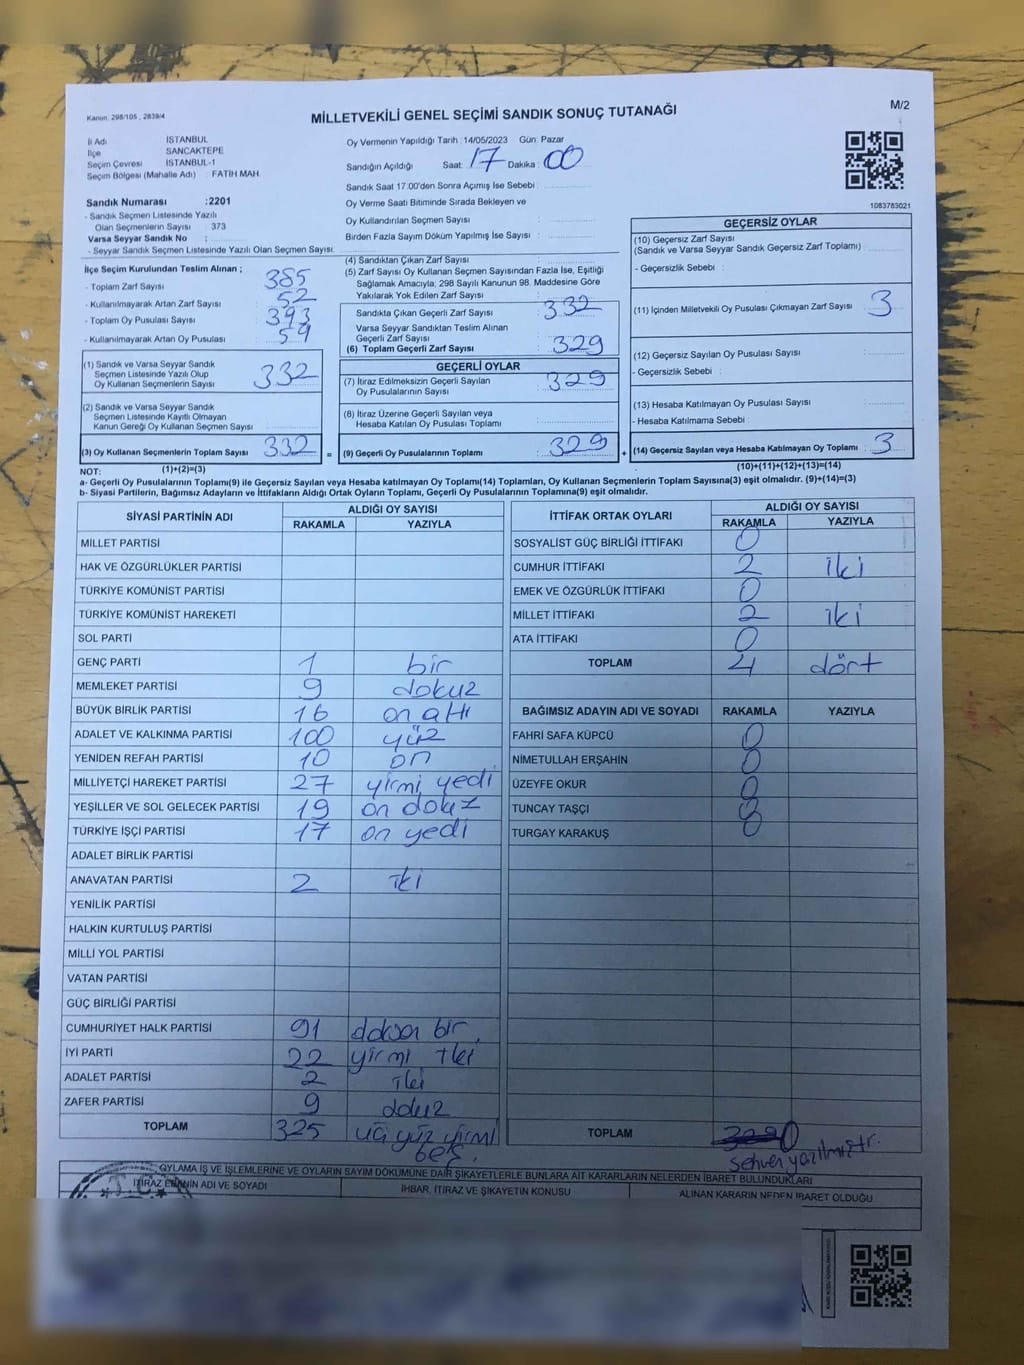 Kanun, 298/105 , 2839/4
MİLLETVEKİLİ GENEL SEÇİMİ SANDIK SONUÇ TUTANAĞI
M/2
İli Adı İSTANBUL
İlçe SANCAKTEPE
Seçim Çevresi İSTANBUL-1
Seçim Bölgesi (Mahalle Adı) : FATİH MAH.
Sandık Numarası :2201
- Sandık Seçmen Listesinde Yazılı
Olan Seçmenlerin Sayısı : 373
Varsa Seyyar Sandık No :
- Seyyar Sandık Seçmen Listesinde Yazılı Olan Seçmen Sayısı:
Oy Vermenin Yapıldığı Tarih :14/05/2023 Gün: Pazar
Sandığın Açıldığı Saat: 17 Dakika : 00
Sandık Saat 17.00'den Sonra Açımış İse Sebebi :
Oy Verme Saati Bitiminde Sırada Bekleyen ve
Oy Kullandırılan Seçmen Sayısı :
Birden Fazla Sayım Döküm Yapılmış İse Sayısı :
1083783021
İlçe Seçim Kurulundan Teslim Alınan ;
- Toplam Zarf Sayısı : 385
- Kullanılmayarak Artan Zarf Sayısı : 52
- Toplam Oy Pusulası Sayısı : 393
- Kullanılmayarak Artan Oy Pusulası : 59
(1) Sandık ve Varsa Seyyar Sandık
Seçmen Listesinde Yazılı Olup
Oy Kullanan Seçmenlerin Sayısı : 332
(2) Sandık ve Varsa Seyyar Sandık
Seçmen Listesinde Kayıtlı Olmayan
Kanun Gereği Oy Kullanan Seçmen Sayısı :
(3) Oy Kullanan Seçmenlerin Toplam Sayısı : 332 =
(4) Sandıktan Çıkan Zarf Sayısı :
(5) Zarf Sayısı Oy Kullanan Seçmen Sayısından Fazla İse, Eşitliği
Sağlamak Amacıyla, 298 Sayılı Kanunun 98. Maddesine Göre
Yakılarak Yok Edilen Zarf Sayısı :
Sandıkta Çıkan Geçerli Zarf Sayısı : 332
Varsa Seyyar Sandıktan Teslim Alınan
Geçerli Zarf Sayısı :
(6) Toplam Geçerli Zarf Sayısı : 329
GEÇERLİ OYLAR
(7) İtiraz Edilmeksizin Geçerli Sayılan
Oy Pusulalarının Sayısı : 329
(8) İtiraz Üzerine Geçerli Sayılan veya
Hesaba Katılan Oy Pusulası Toplamı :
(9) Geçerli Oy Pusulalarının Toplamı : 329 +
GEÇERSİZ OYLAR
(10) Geçersiz Zarf Sayısı
(Sandık ve Varsa Seyyar Sandık Geçersiz Zarf Toplamı) :
- Geçersizlik Sebebi :
(11) İçinden Milletvekili Oy Pusulası Çıkmayan Zarf Sayısı : 3
(12) Geçersiz Sayılan Oy Pusulası Sayısı :
- Geçersizlik Sebebi :
(13) Hesaba Katılmayan Oy Pusulası Sayısı :
- Hesaba Katılmama Sebebi :
(14) Geçersiz Sayılan veya Hesaba Katılmayan Oy Toplamı : 3
NOT: (1)+(2)=(3) (10)+(11)+(12)+(13)=(14)
a- Geçerli Oy Pusulalarının Toplamı(9) ile Geçersiz Sayılan veya Hesaba katılmayan Oy Toplamı(14) Toplamları, Oy Kullanan Seçmenlerin Toplam Sayısına(3) eşit olmalıdır. (9)+(14)=(3)
b- Siyasi Partilerin, Bağımsız Adayların ve İttifakların Aldığı Ortak Oyların Toplamı, Geçerli Oy Pusulalarının Toplamına(9) eşit olmalıdır.
SİYASİ PARTİNİN ADI ALDIĞI OY SAYISI
RAKAMLA YAZIYLA
MİLLET PARTİSİ
HAK VE ÖZGÜRLÜKLER PARTİSİ
TÜRKİYE KOMÜNİST PARTİSİ
TÜRKİYE KOMÜNİST HAREKETİ
SOL PARTİ
GENÇ PARTİ 1 bir
MEMLEKET PARTİSİ 9 dokuz
BÜYÜK BİRLİK PARTİSİ 16 on altı
ADALET VE KALKINMA PARTİSİ 100 yüz
YENİDEN REFAH PARTİSİ 10 on
MİLLİYETÇİ HAREKET PARTİSİ 27 yirmi yedi
YEŞİLLER VE SOL GELECEK PARTİSİ 19 on dokuz
TÜRKİYE İŞÇİ PARTİSİ 17 on yedi
ADALET BİRLİK PARTİSİ
ANAVATAN PARTİSİ 2 iki
YENİLİK PARTİSİ
HALKIN KURTULUŞ PARTİSİ
MİLLİ YOL PARTİSİ
VATAN PARTİSİ
GÜÇ BİRLİĞİ PARTİSİ
CUMHURİYET HALK PARTİSİ 91 doksan bir
İYİ PARTİ 22 yirmi iki
ADALET PARTİSİ 2 iki
ZAFER PARTİSİ 9 dokuz
TOPLAM 325 üç yüz yirmi
beş
İTTİFAK ORTAK OYLARI ALDIĞI OY SAYISI
RAKAMLA YAZIYLA
SOSYALİST GÜÇ BİRLİĞİ İTTİFAKI 0
CUMHUR İTTİFAKI 2 iki
EMEK VE ÖZGÜRLÜK İTTİFAKI 0
MİLLET İTTİFAKI 2 iki
ATA İTTİFAKI 0
TOPLAM 4 dört
BAĞIMSIZ ADAYIN ADI VE SOYADI RAKAMLA YAZIYLA
FAHRİ SAFA KÜPCÜ 0
NİMETULLAH ERŞAHİN 0
ÜZEYFE OKUR 0
TUNCAY TAŞÇI 0
TURGAY KARAKUŞ 0
TOPLAM 0
Sehven yazılmıştır.
OYLAMA İŞ VE İŞLEMLERİNE VE OYLARIN SAYIM DÖKÜMÜNE DAİR ŞİKAYETLERLE BUNLARA AİT KARARLARIN NELERDEN İBARET BULUNDUKLARI
İTİRAZ EDENİN ADI VE SOYADI İHBAR, İTİRAZ VE ŞİKAYETİN KONUSU ALINAN KARARIN NEDEN İBARET OLDUĞU
T.C.